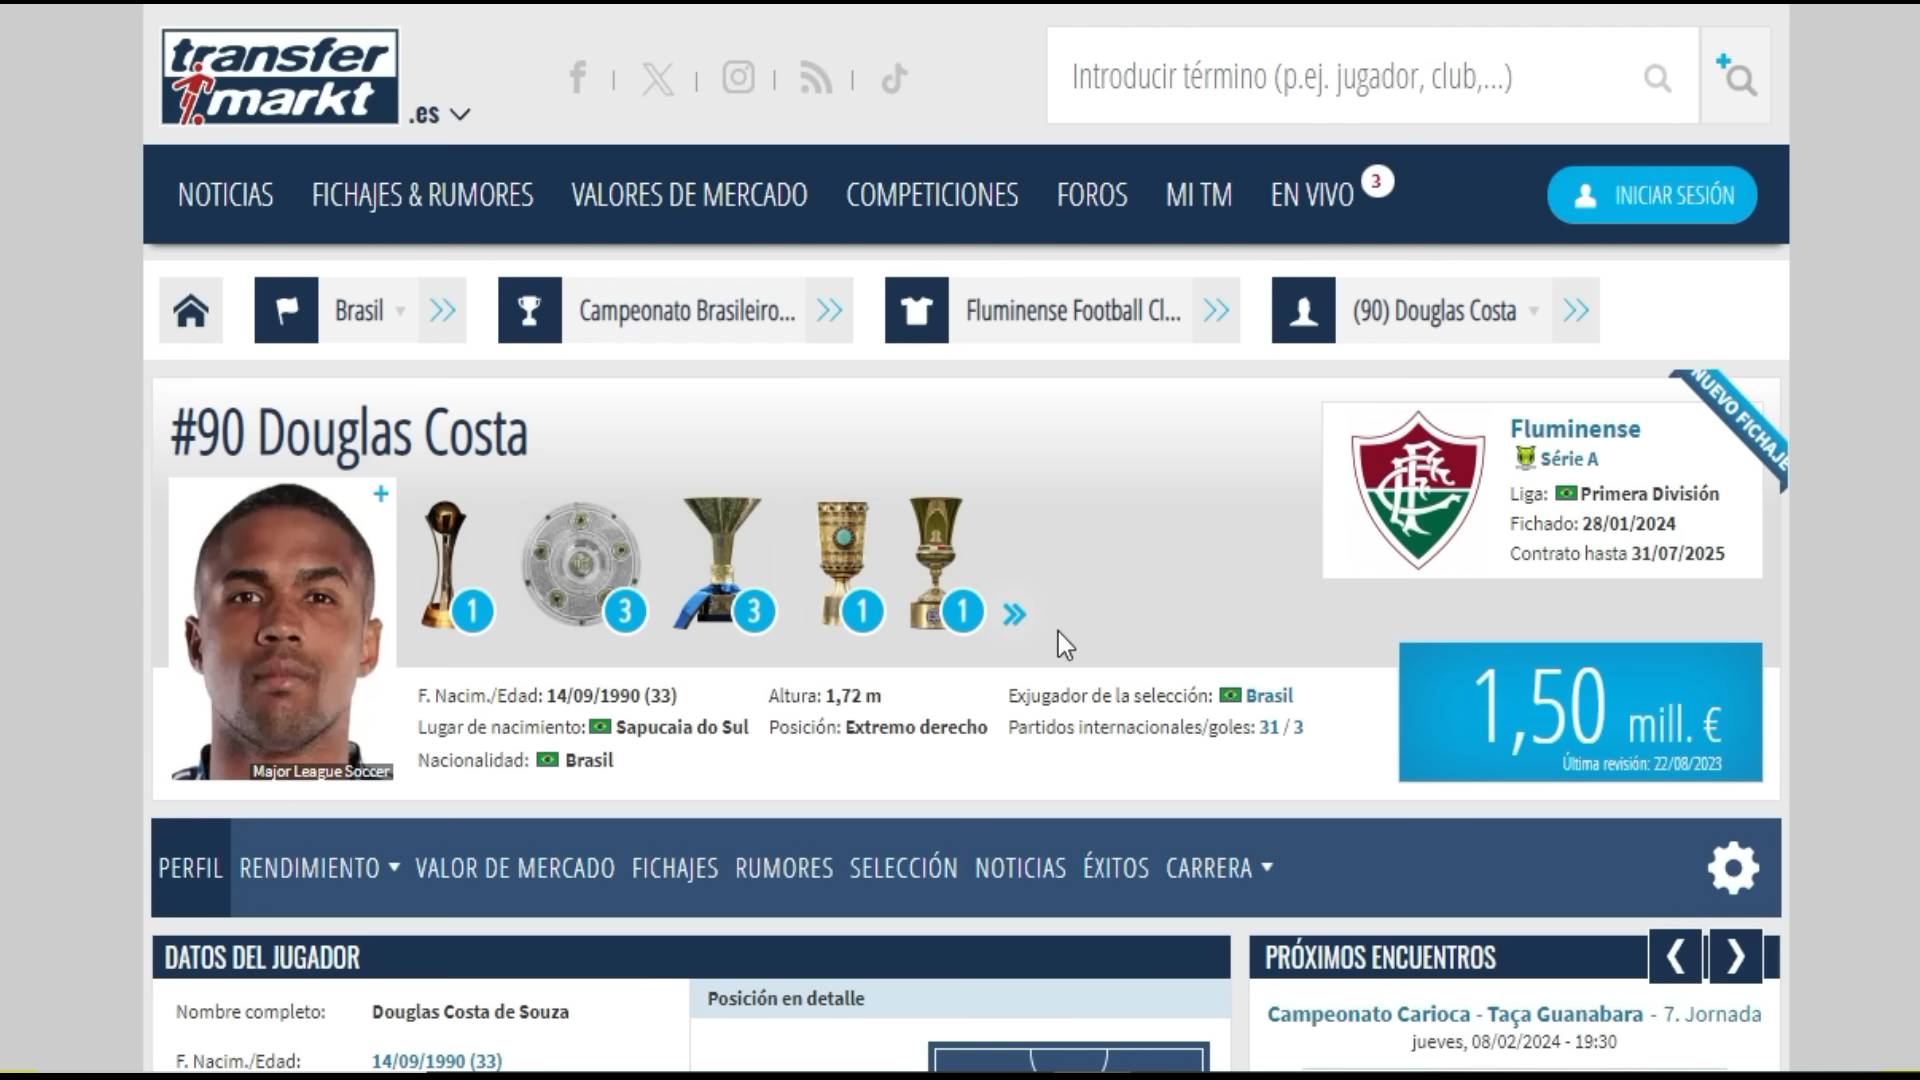 transfer
markt
.es
Introducir término (p.ej. jugador, club,...)
NOTICIAS FICHAJES & RUMORES VALORES DE MERCADO COMPETICIONES FOROS MI TM EN VIVO 3 INICIAR SESIÓN
Brasil Campeonato Brasileiro... Fluminense Football Cl... (90) Douglas Costa
#90 Douglas Costa
NUEVO FICHAJE
Fluminense
Série A
Liga: Primera División
Fichado: 28/01/2024
Contrato hasta 31/07/2025
1 3 3 1 1
Major League Soccer
F. Nacim./Edad: 14/09/1990 (33)
Lugar de nacimiento: Sapucaia do Sul
Nacionalidad: Brasil
Altura: 1,72 m
Posición: Extremo derecho
Exjugador de la selección: Brasil
Partidos internacionales/goles: 31 / 3
1,50 mill. €
Última revisión: 22/08/2023
PERFIL RENDIMIENTO VALOR DE MERCADO FICHAJES RUMORES SELECCIÓN NOTICIAS ÉXITOS CARRERA
DATOS DEL JUGADOR
Nombre completo: Douglas Costa de Souza
F. Nacim./Edad: 14/09/1990 (33)
Posición en detalle
PRÓXIMOS ENCUENTROS
Campeonato Carioca - Taça Guanabara - 7. Jornada
jueves, 08/02/2024 - 19:30